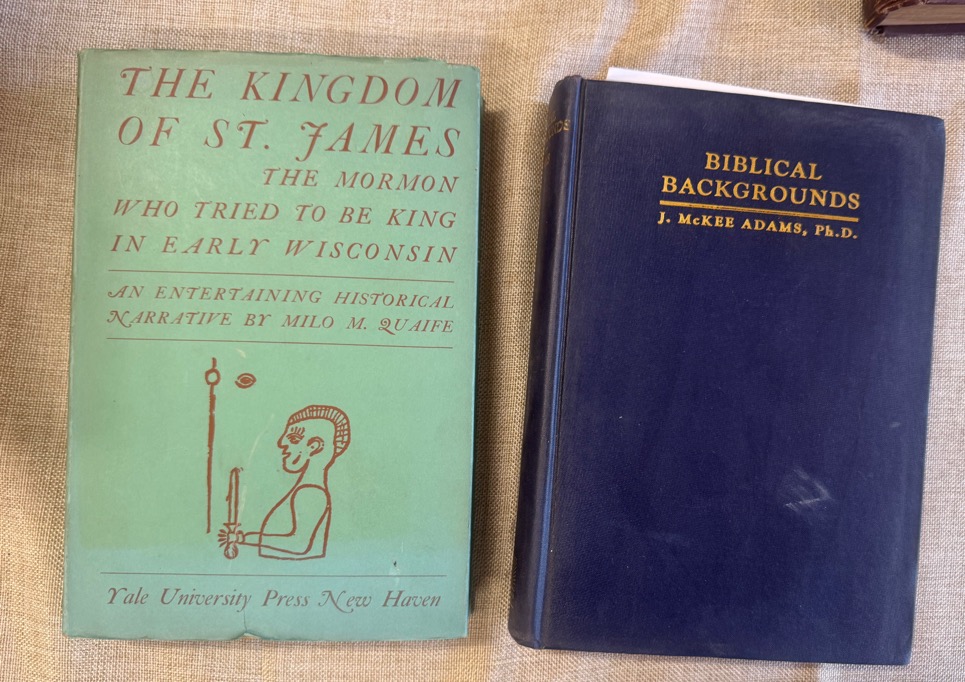 THE KINGDOM
OF ST. JAMES
THE MORMON
WHO TRIED TO BE KING
IN EARLY WISCONSIN
AN ENTERTAINING HISTORICAL
NARRATIVE BY MILO M. QUAIFE
Yale University Press New Haven
BIBLICAL
BACKGROUNDS
J. McKEE ADAMS, Ph.D.